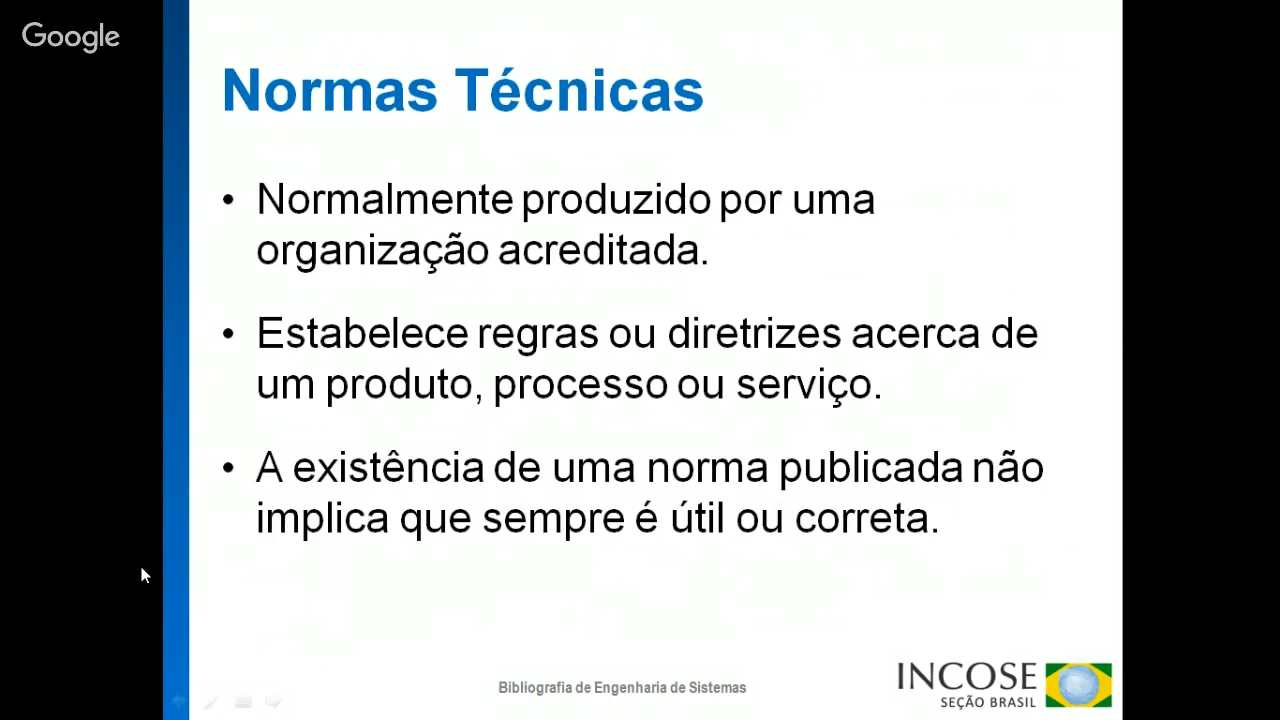 Google
Normas Técnicas
• Normalmente produzido por uma
organização acreditada.
• Estabelece regras ou diretrizes acerca de
um produto, processo ou serviço.
• A existência de uma norma publicada não
implica que sempre é útil ou correta.
Bibliografia de Engenharia de Sistemas
INCOSE
SEÇÃO BRASIL